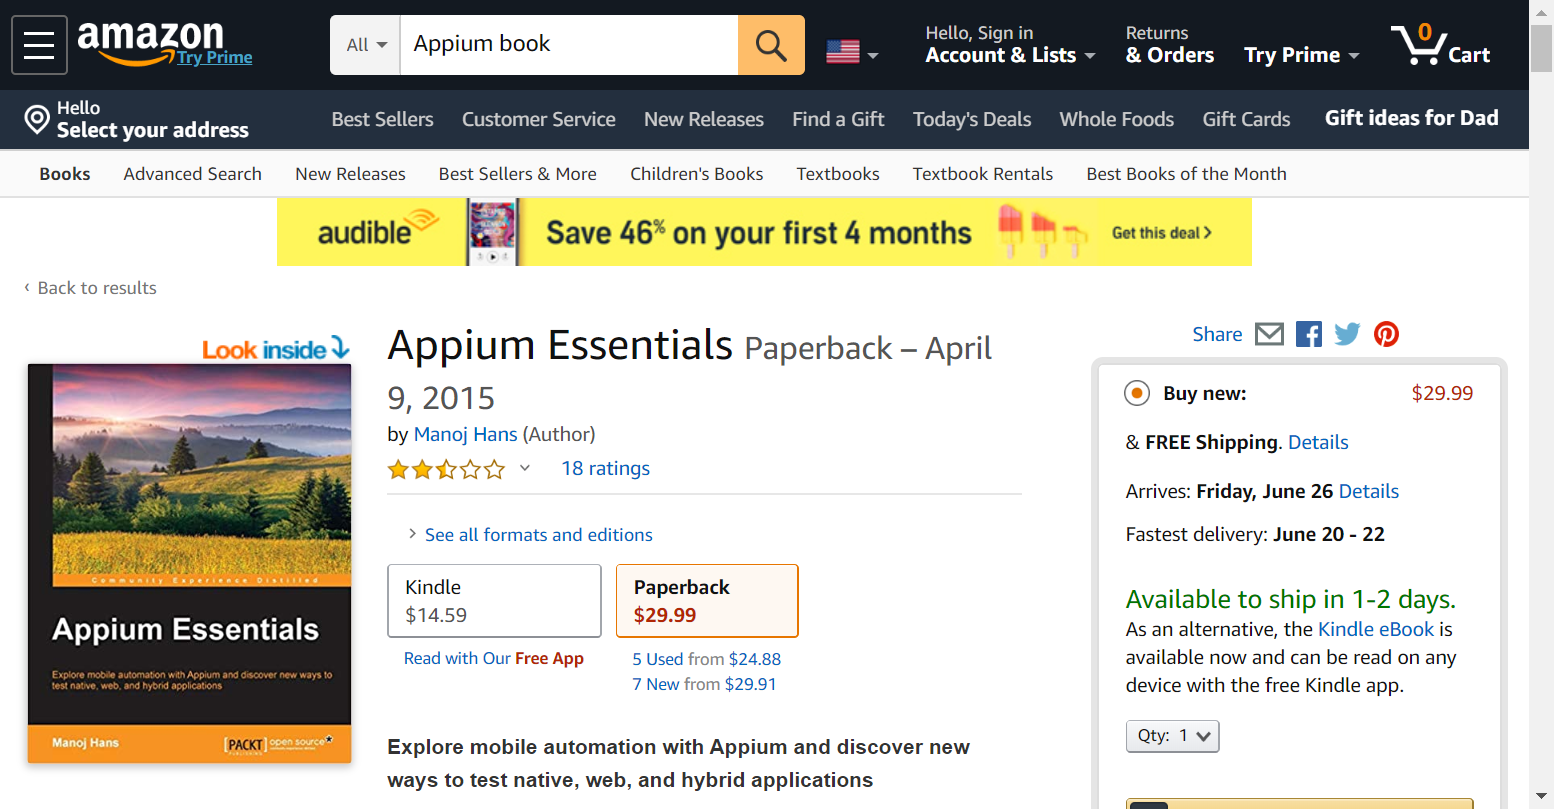 amazon
Try Prime
All
Appium book
Hello, Sign in
Account & Lists
Returns
& Orders
Try Prime
0
Cart
Hello
Select your address
Best Sellers
Customer Service
New Releases
Find a Gift
Today's Deals
Whole Foods
Gift Cards
Gift ideas for Dad
Books
Advanced Search
New Releases
Best Sellers & More
Children's Books
Textbooks
Textbook Rentals
Best Books of the Month
audible
Save 46% on your first 4 months
Get this deal >
‹ Back to results
Look inside
Community Experience Distilled
Appium Essentials
Explore mobile automation with Appium and discover new ways to
test native, web, and hybrid applications
Manoj Hans
[PACKT] open source*
PUBLISHING
Appium Essentials Paperback – April
9, 2015
by Manoj Hans (Author)
18 ratings
› See all formats and editions
Kindle
$14.59
Paperback
$29.99
Read with Our Free App
5 Used from $24.88
7 New from $29.91
Explore mobile automation with Appium and discover new
ways to test native, web, and hybrid applications
Share
Buy new:
$29.99
& FREE Shipping. Details
Arrives: Friday, June 26 Details
Fastest delivery: June 20 - 22
Available to ship in 1-2 days.
As an alternative, the Kindle eBook is
available now and can be read on any
device with the free Kindle app.
Qty: 1